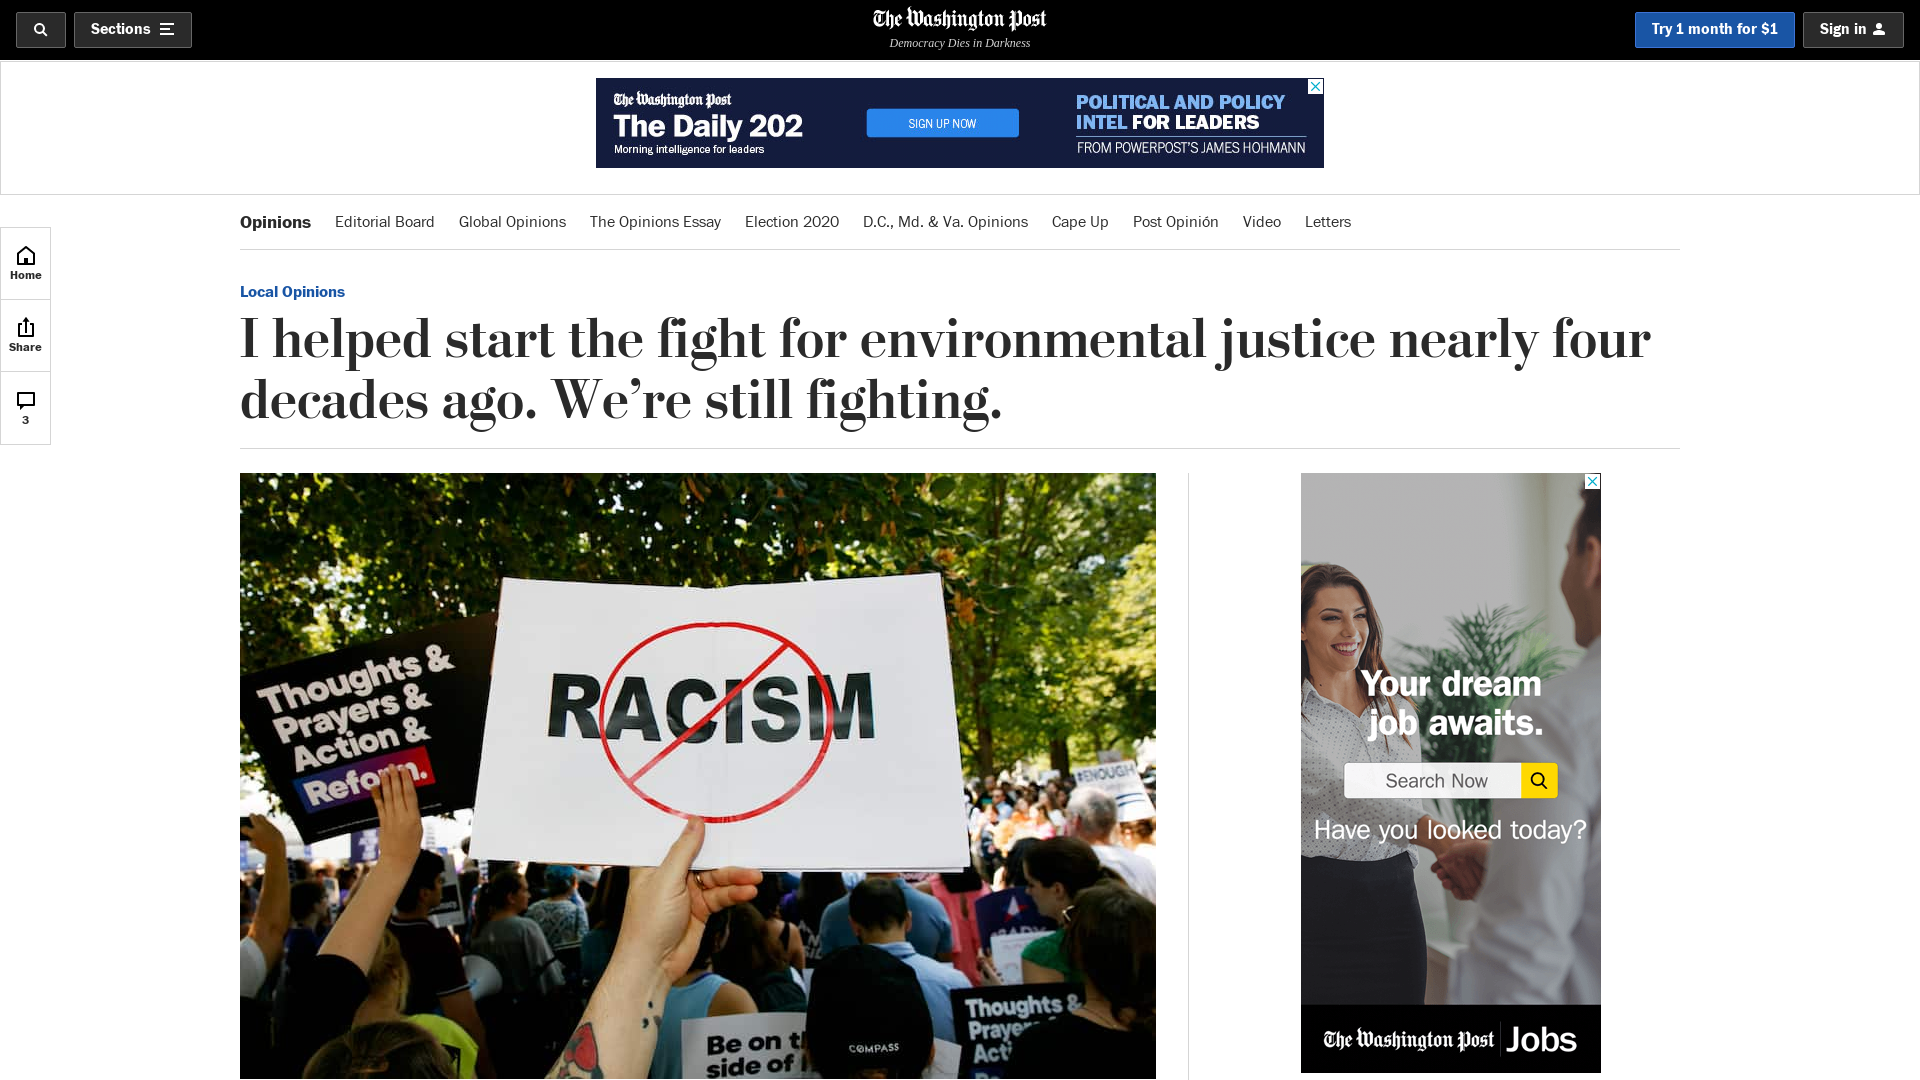 Sections
The Washington Post
Democracy Dies in Darkness
Try 1 month for $1
Sign in
The Washington Post
The Daily 202
Morning intelligence for leaders
SIGN UP NOW
POLITICAL AND POLICY
INTEL FOR LEADERS
FROM POWERPOST'S JAMES HOHMANN
Opinions Editorial Board Global Opinions The Opinions Essay Election 2020 D.C., Md. & Va. Opinions Cape Up Post Opinión Video Letters
Home
Share
3
Local Opinions
I helped start the fight for environmental justice nearly four
decades ago. We’re still fighting.
Thoughts &
Prayers &
Action &
Reform.
RACISM
#ENOUGH
Be on the
side of
COMPASS
Thoughts &
Prayers
Acti
Your dream
job awaits.
Search Now
Have you looked today?
The Washington Post Jobs